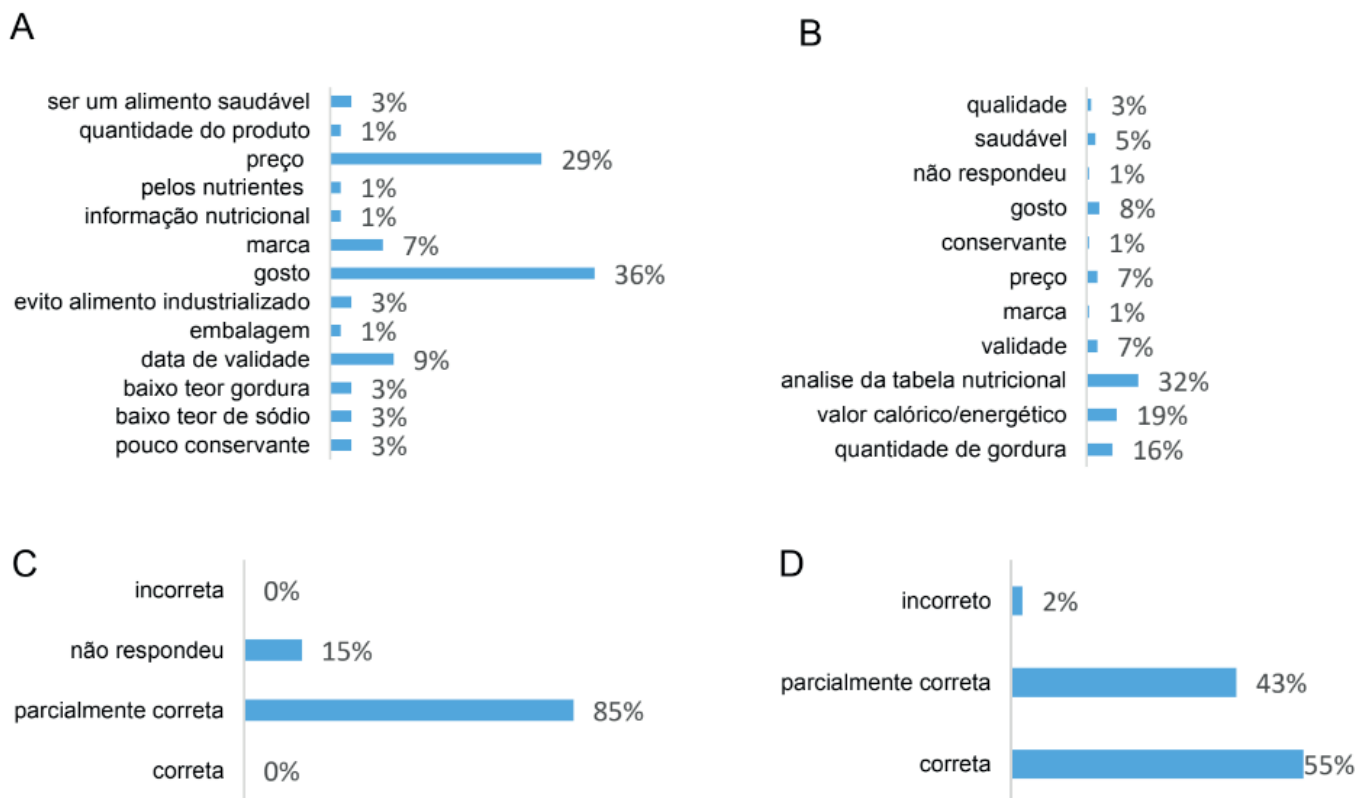 A
ser um alimento saudável 3%
quantidade do produto 1%
preço 29%
pelos nutrientes 1%
informação nutricional 1%
marca 7%
gosto 36%
evito alimento industrializado 3%
embalagem 1%
data de validade 9%
baixo teor gordura 3%
baixo teor de sódio 3%
pouco conservante 3%
B
qualidade 3%
saudável 5%
não respondeu 1%
gosto 8%
conservante 1%
preço 7%
marca 1%
validade 7%
analise da tabela nutricional 32%
valor calórico/energético 19%
quantidade de gordura 16%
C
incorreta 0%
não respondeu 15%
parcialmente correta 85%
correta 0%
D
incorreto 2%
parcialmente correta 43%
correta 55%